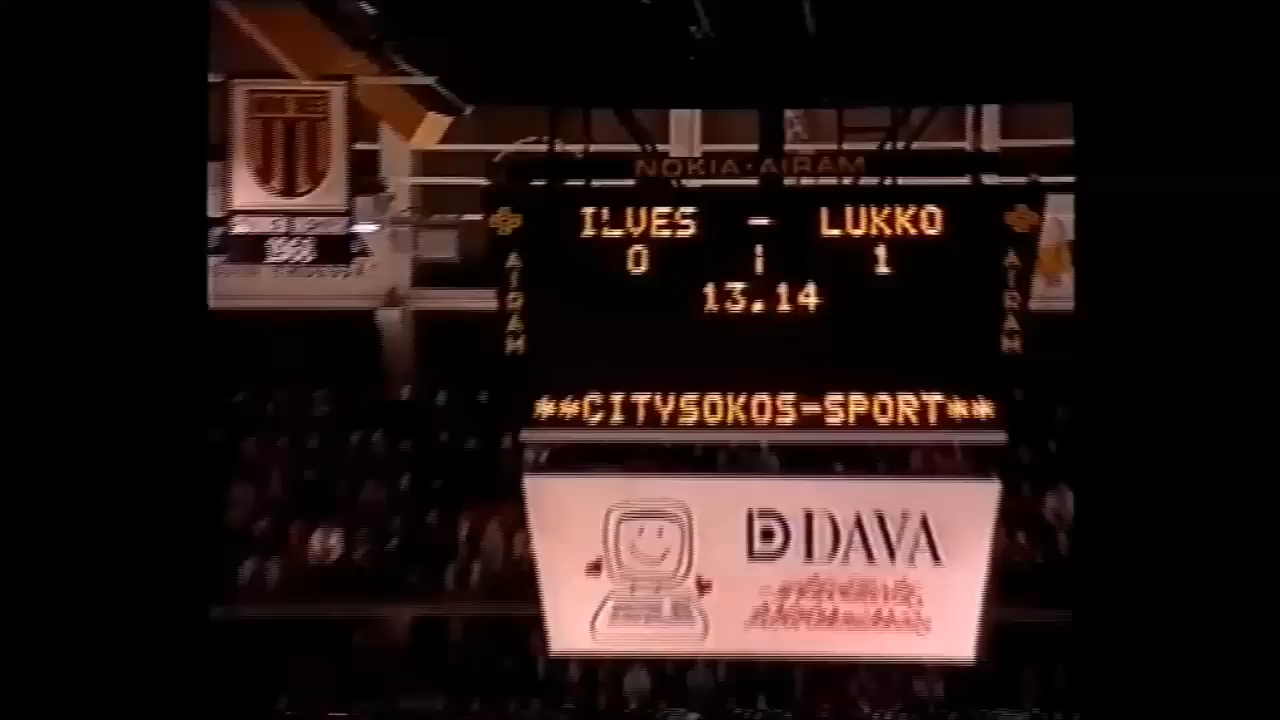 NOKIA·AIRAM
ILVES - LUKKO
0 1
13.14
AIRAM
AIRAM
**CITYSOKOS-SPORT**
DAVA